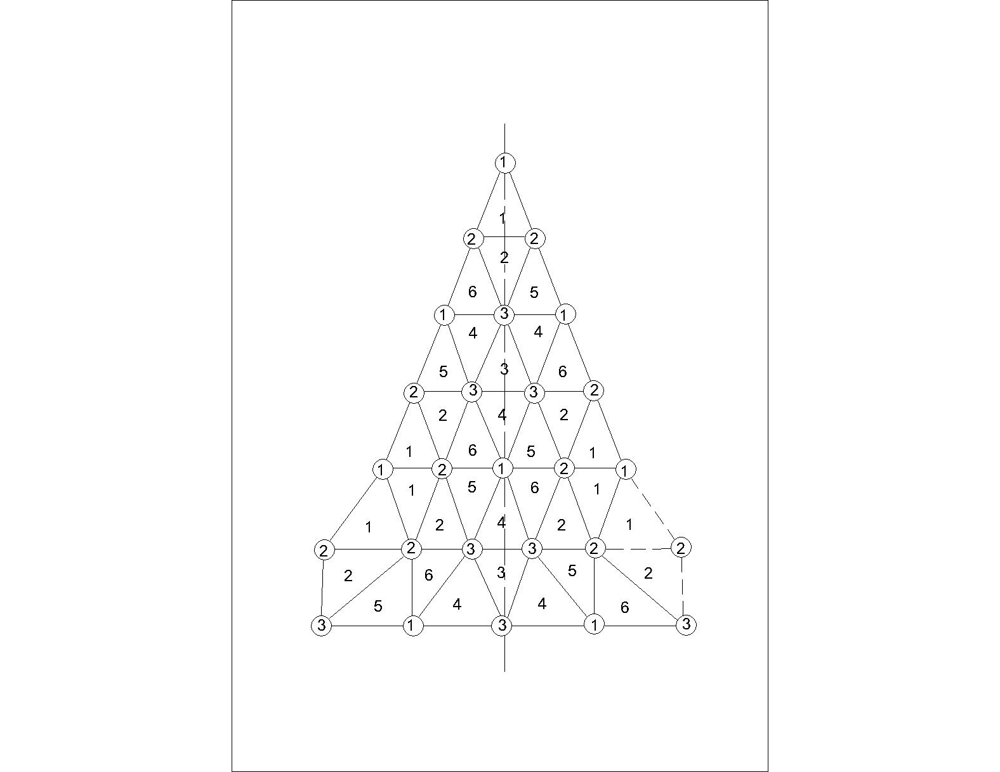 1
1
2 2
2
6 5
1 3 1
4 4
5 3 6
2 3 3 2
2 4 2
1 6 5 1
1 2 1 2 1
1 5 6 1
1 2 4 2 1
2 2 3 3 2 2
2 6 3 5 2
5 4 4 6
3 1 3 1 3